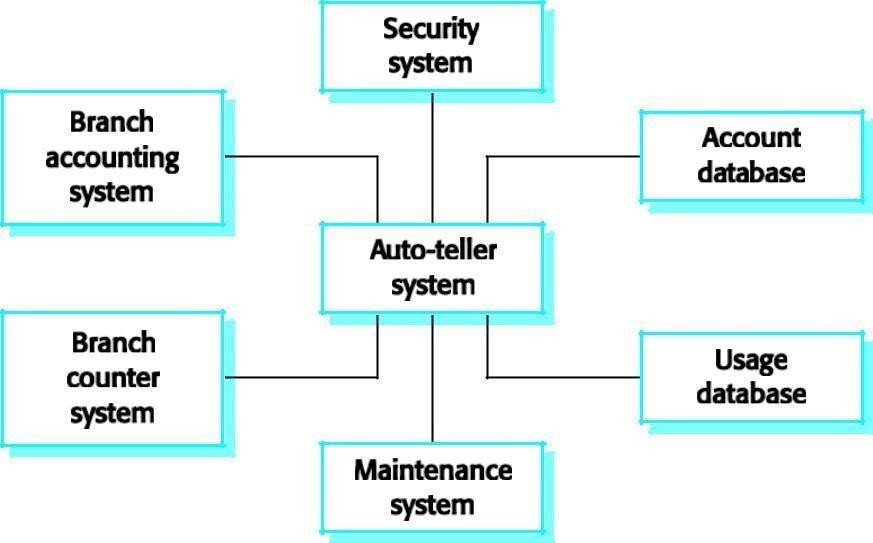 Security
system
Branch
accounting
system
Account
database
Auto-teller
system
Branch
counter
system
Usage
database
Maintenance
system